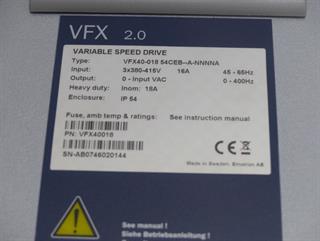 VFX 2.0
VARIABLE SPEED DRIVE
Type: VFX40-018 54CEB--A-NNNNA
Input: 3x380-415V 16A 45 - 65Hz
Output: 0 - Input VAC 0 - 400Hz
Heavy duty: Inom: 18A
Enclosure: IP 54
Fuse, amb temp & ratings: See instruction manual
PN: VFX40018
SN-AB0746020144
CE
Made in Sweden, Emotron AB
See manual !
Siehe Betriebsanleitung !